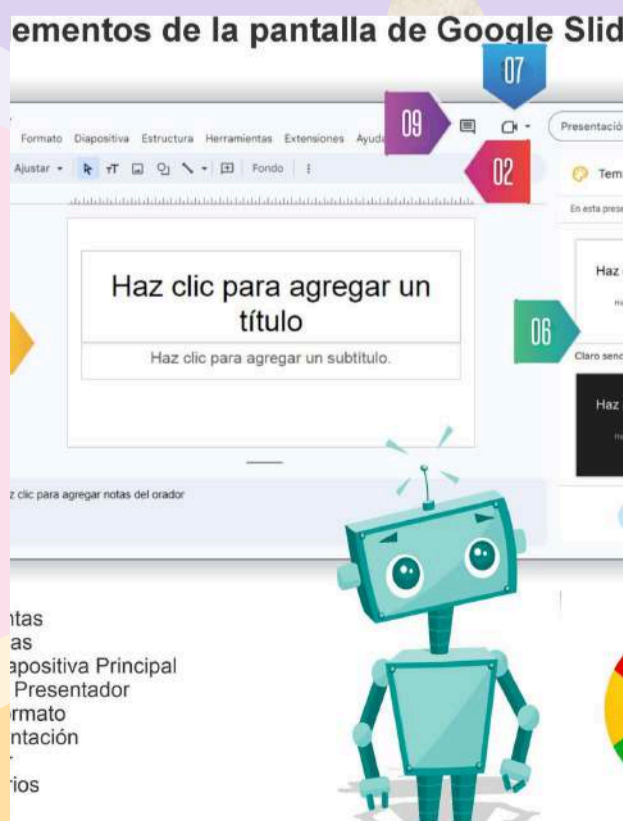 ementos de la pantalla de Google Slid
07
09
Formato Diapositiva Estructura Herramientas Extensiones Ayuda
Presentación
Ajustar Fondo
02
Tem
En esta prese
Haz clic para agregar un
título
Haz clic para agregar un subtítulo.
Haz
06
Claro senc
Haz
z clic para agregar notas del orador
ntas
as
apositiva Principal
Presentador
ormato
ntación
rios